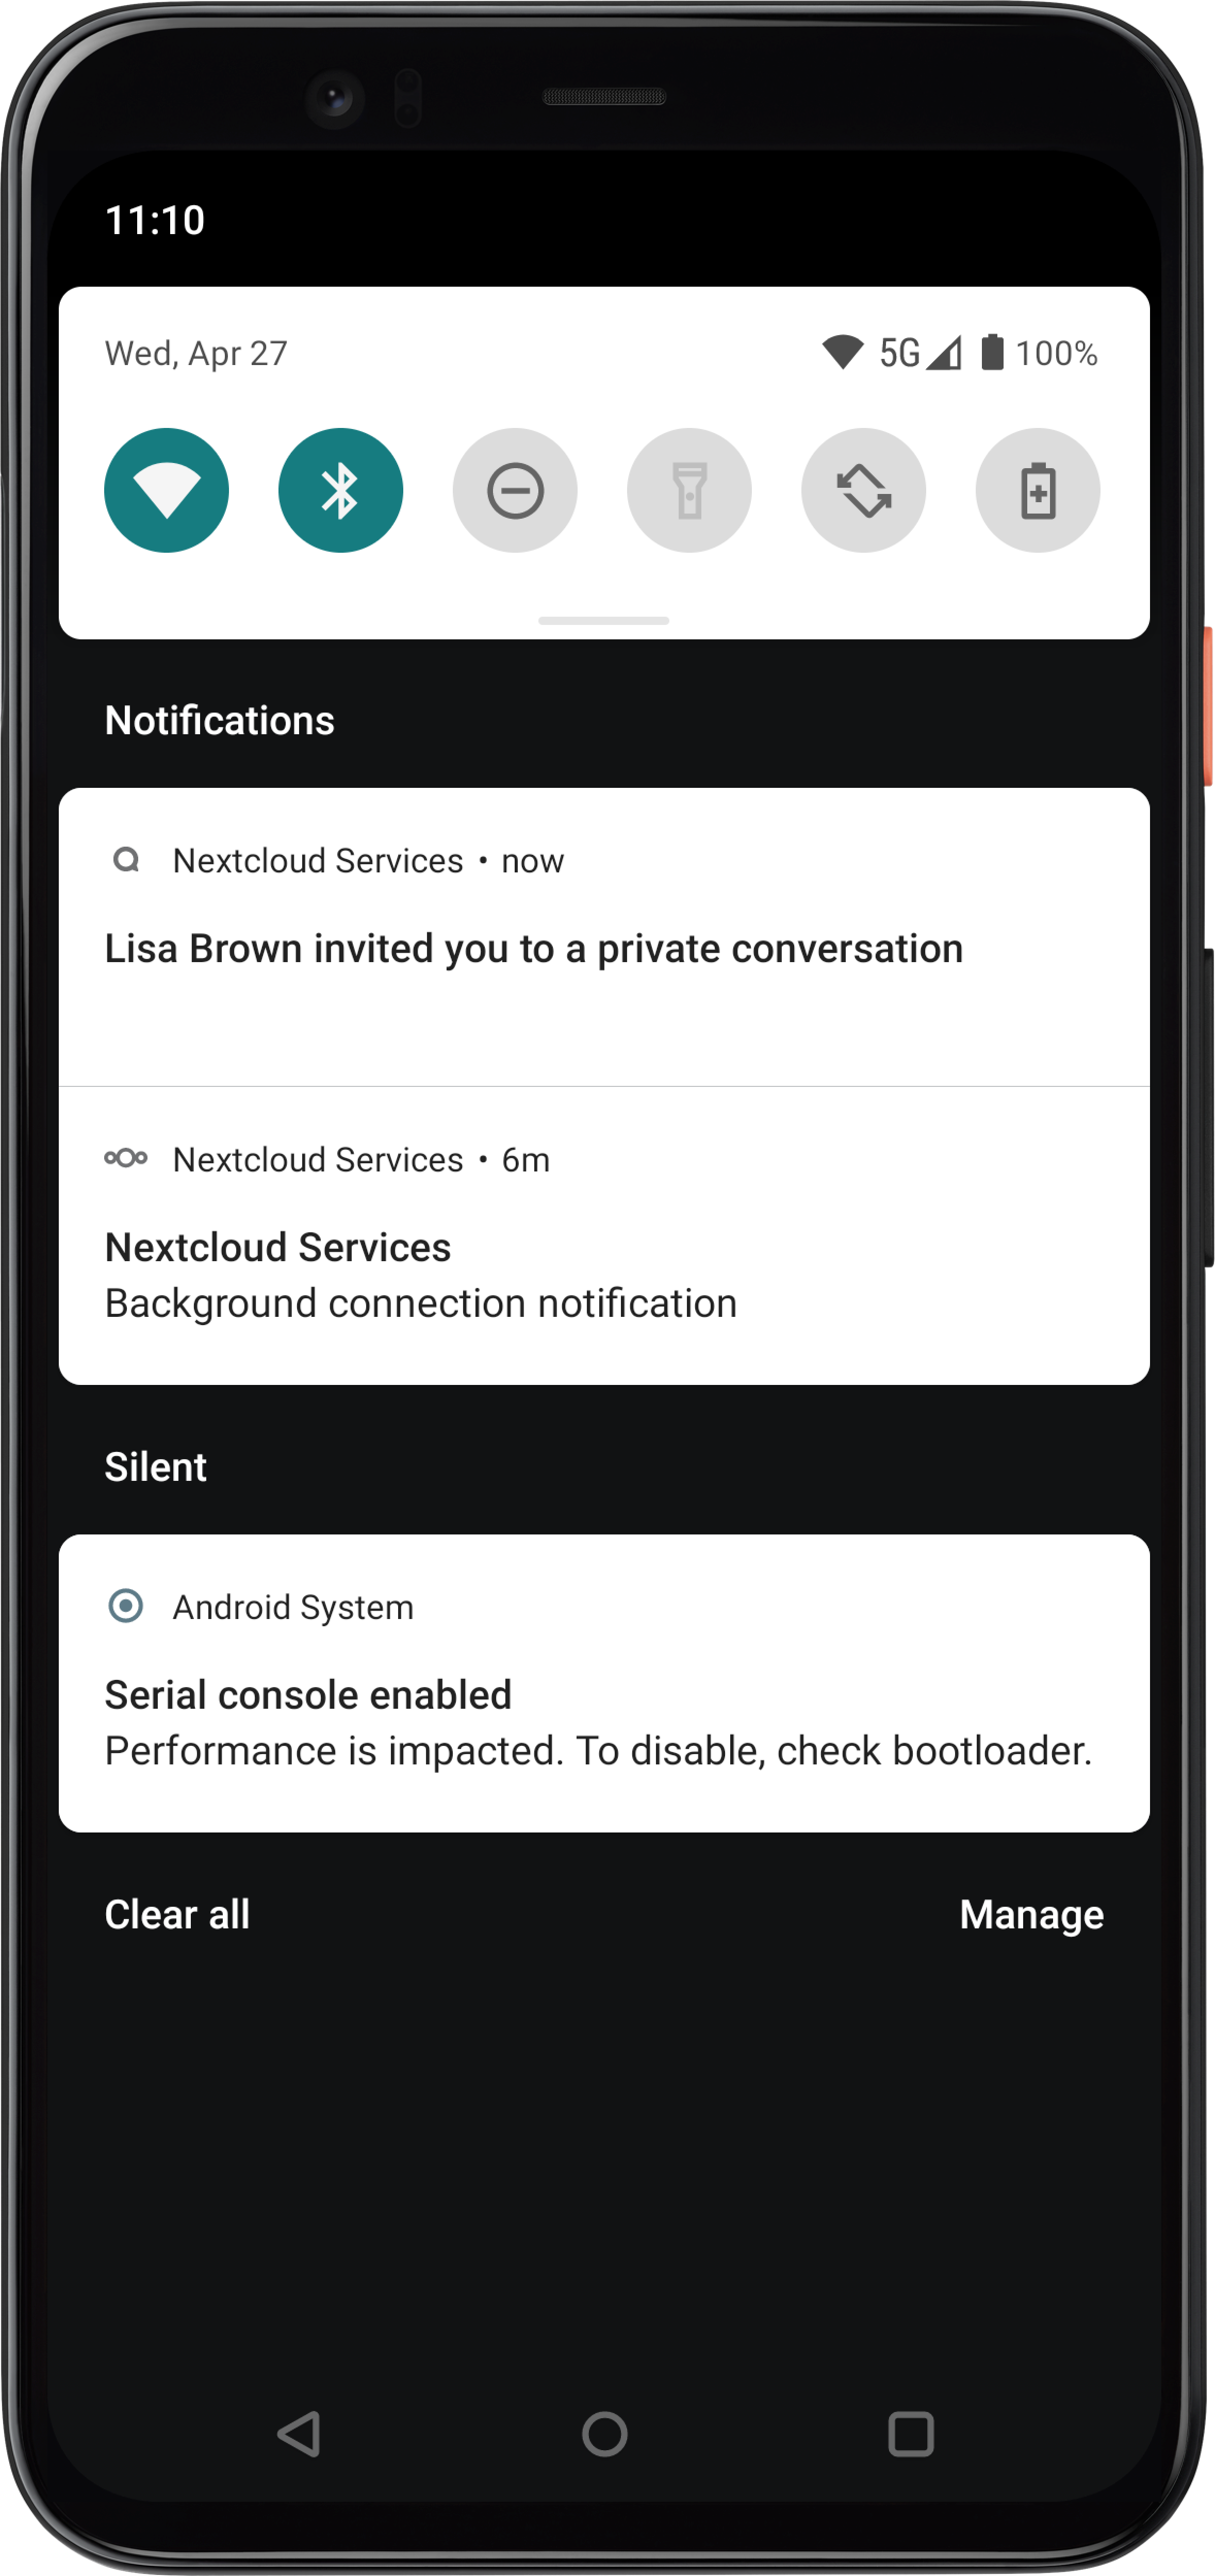 11:10
Wed, Apr 27 5G 100%
Notifications
Nextcloud Services • now
Lisa Brown invited you to a private conversation
Nextcloud Services • 6m
Nextcloud Services
Background connection notification
Silent
Android System
Serial console enabled
Performance is impacted. To disable, check bootloader.
Clear all Manage